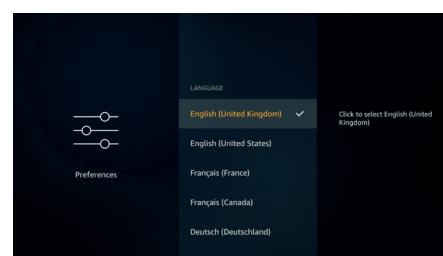 LANGUAGE
English (United Kingdom)
English (United States)
Français (France)
Français (Canada)
Deutsch (Deutschland)
Preferences
Click to select English (United
Kingdom)